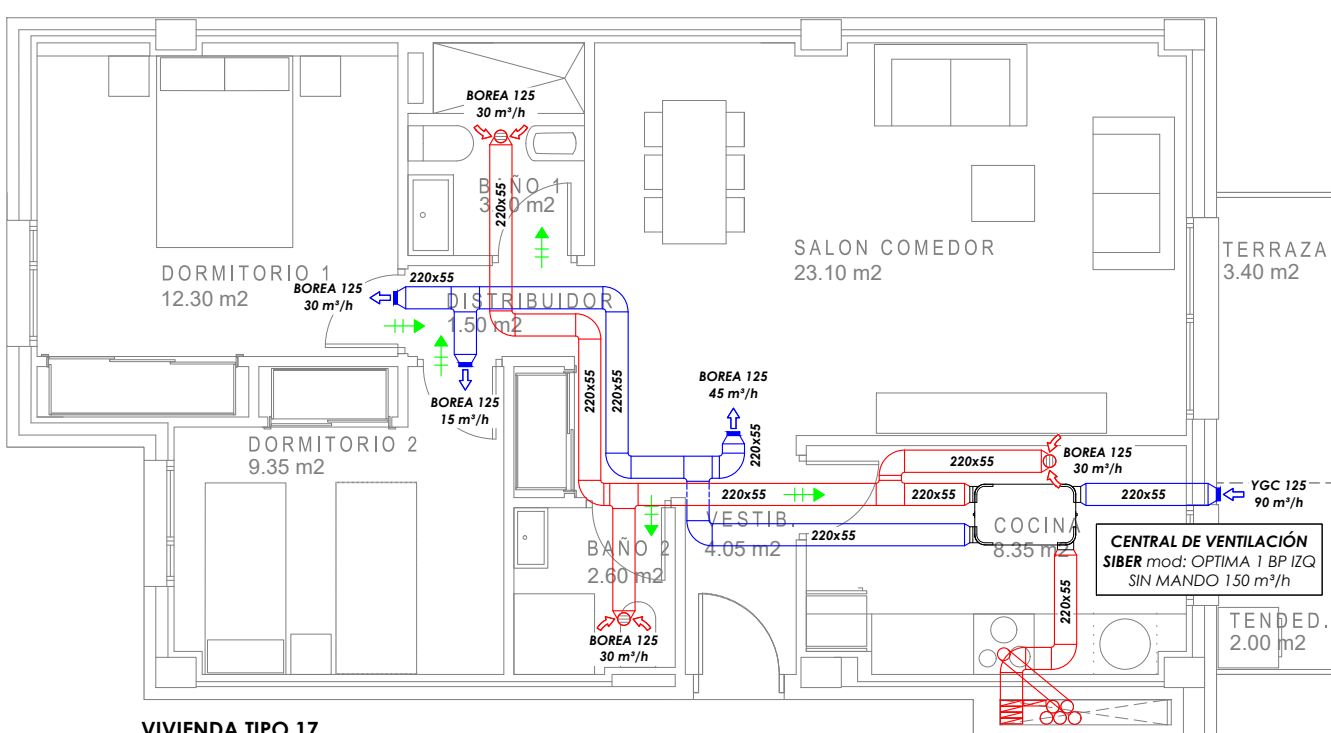 BOREA 125
30 m³/h
BAÑO 1
220x55
SALON COMEDOR
23.10 m2
TERRAZA
3.40 m2
DORMITORIO 1
12.30 m2
220x55
BOREA 125
30 m³/h
DISTRIBUIDOR
1.50 m2
BOREA 125
15 m³/h
220x55
220x55
BOREA 125
45 m³/h
220x55
DORMITORIO 2
9.35 m2
BOREA 125
30 m³/h
220x55
220x55
220x55
220x55
YGC 125
90 m³/h
VESTIB.
4.05 m2
220x55
COCINA
8.35 m2
BAÑO 2
2.60 m2
CENTRAL DE VENTILACIÓN
SIBER mod: OPTIMA 1 BP IZQ
SIN MANDO 150 m³/h
220x55
TENDED.
2.00 m2
BOREA 125
30 m³/h
VIVIENDA TIPO 17